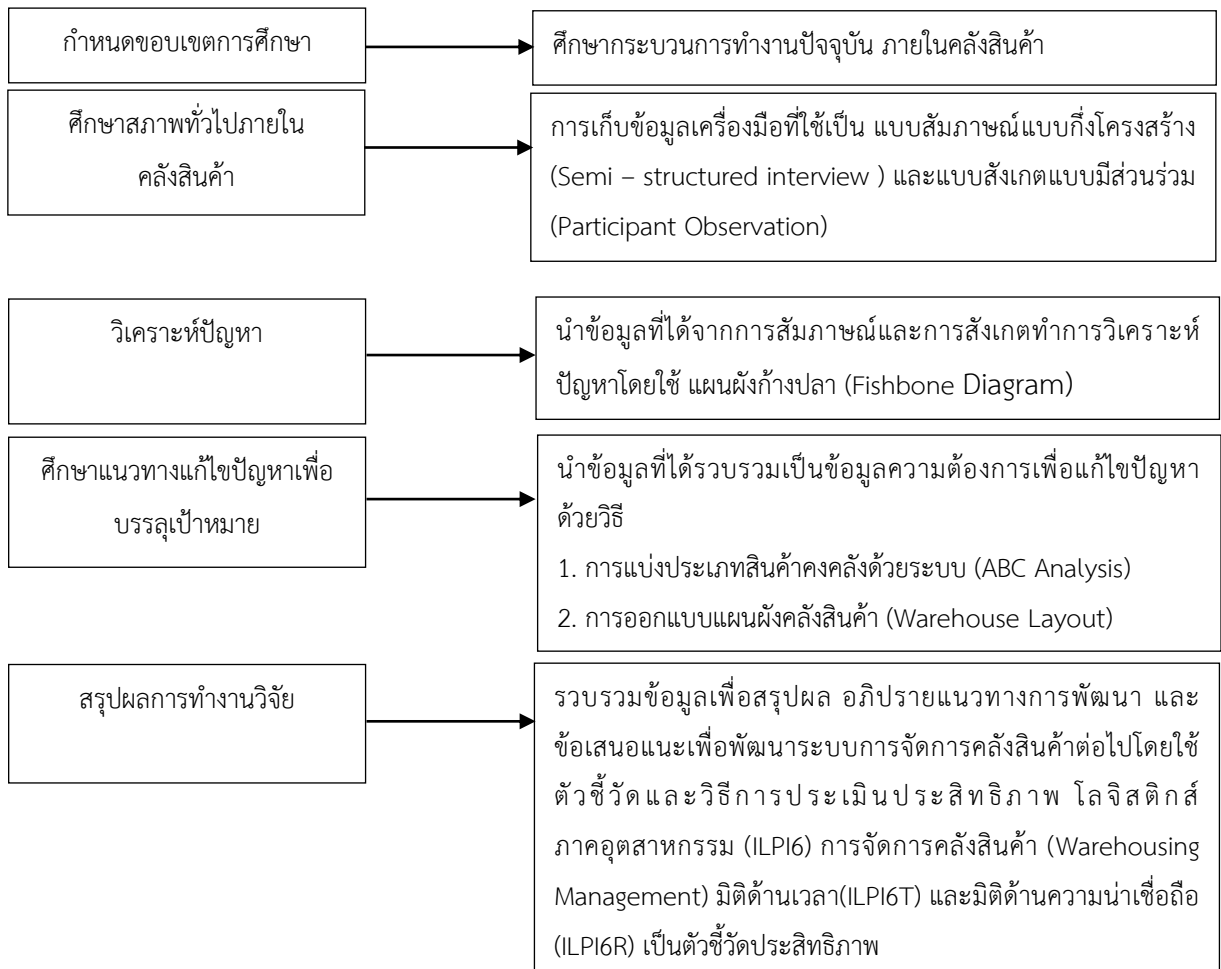 กำหนดขอบเขตการศึกษา
ศึกษากระบวนการทำงานปัจจุบัน ภายในคลังสินค้า
ศึกษาสภาพทั่วไปภายใน
คลังสินค้า
การเก็บข้อมูลเครื่องมือที่ใช้เป็น แบบสัมภาษณ์แบบกึ่งโครงสร้าง
(Semi – structured interview ) และแบบสังเกตแบบมีส่วนร่วม
(Participant Observation)
วิเคราะห์ปัญหา
นำข้อมูลที่ได้จากการสัมภาษณ์และการสังเกตทำการวิเคราะห์
ปัญหาโดยใช้ แผนผังก้างปลา (Fishbone Diagram)
ศึกษาแนวทางแก้ไขปัญหาเพื่อ
บรรลุเป้าหมาย
นำข้อมูลที่ได้รวบรวมเป็นข้อมูลความต้องการเพื่อแก้ไขปัญหา
ด้วยวิธี
1. การแบ่งประเภทสินค้าคงคลังด้วยระบบ (ABC Analysis)
2. การออกแบบแผนผังคลังสินค้า (Warehouse Layout)
สรุปผลการทำงานวิจัย
รวบรวมข้อมูลเพื่อสรุปผล อภิปรายแนวทางการพัฒนา และ
ข้อเสนอแนะเพื่อพัฒนาระบบการจัดการคลังสินค้าต่อไปโดยใช้
ตัวชี้วัดและวิธีการประเมินประสิทธิภาพ โลจิสติกส์
ภาคอุตสาหกรรม (ILPI6) การจัดการคลังสินค้า (Warehousing
Management) มิติด้านเวลา(ILPI6T) และมิติด้านความน่าเชื่อถือ
(ILPI6R) เป็นตัวชี้วัดประสิทธิภาพ